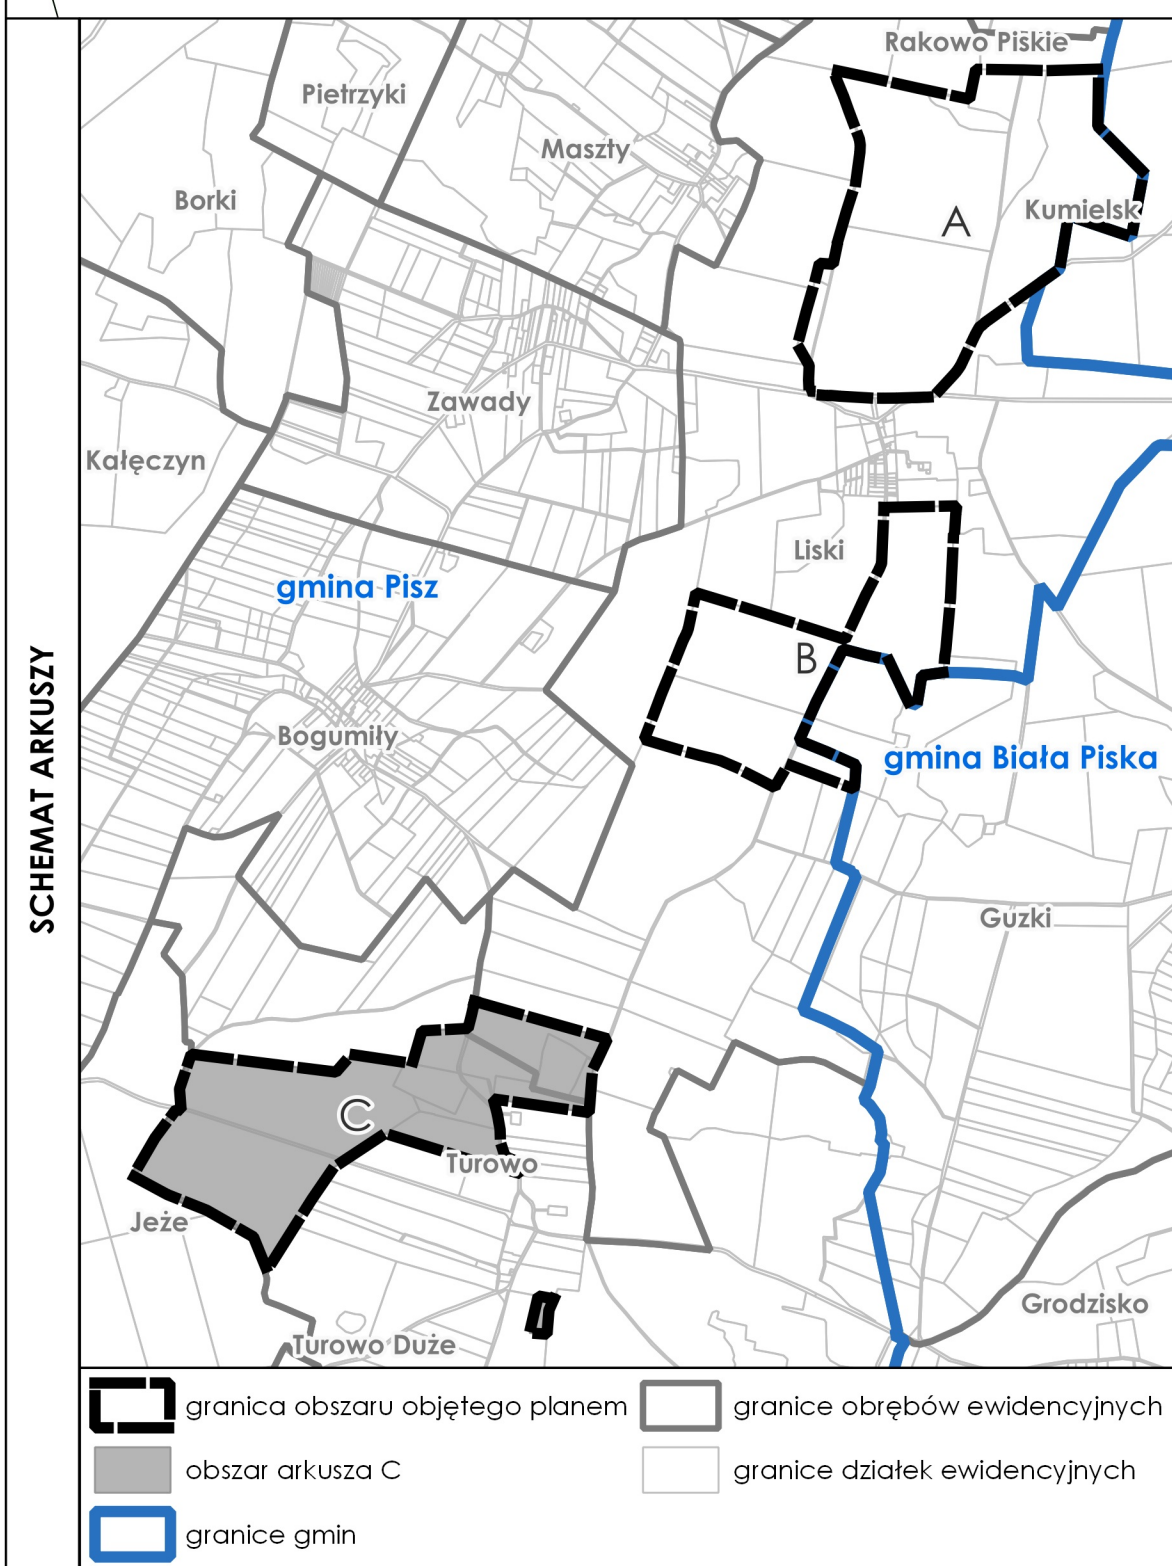 SCHEMAT ARKUSZY
Rakowo Piskie
Pietrzyki
Maszty
Borki
Kumielsk
A
Zawady
Kałęczyn
Liski
gmina Pisz
B
Bogumiły
gmina Biała Piska
Guzki
C
Turowo
Jeże
Grodzisko
Turowo Duże
granica obszaru objętego planem
granice obrębów ewidencyjnych
obszar arkusza C
granice działek ewidencyjnych
granice gmin